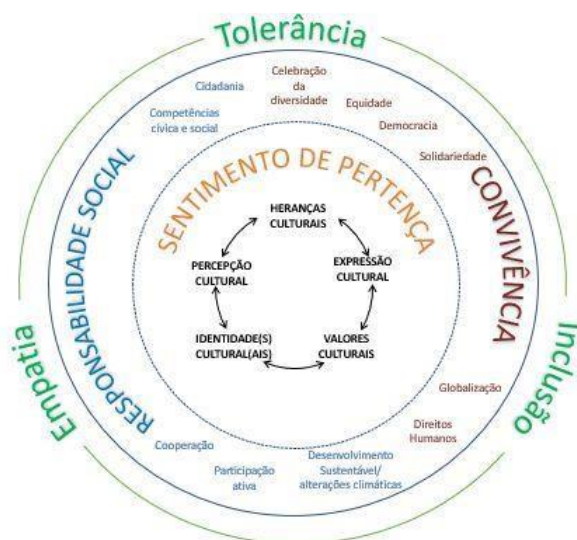 Tolerância
Celebração
da
diversidade
Cidadania
Equidade
Competências
cívica e social
Democracia
Solidariedade
RESPONSABILIDADE SOCIAL
SENTIMENTO DE PERTENÇA
CONVIVÊNCIA
HERANÇAS
CULTURAIS
PERCEPÇÃO
CULTURAL
EXPRESSÃO
CULTURAL
IDENTIDADE(S)
CULTURAL(AIS)
VALORES
CULTURAIS
Empatia
Inclusão
Globalização
Direitos
Humanos
Cooperação
Participação
ativa
Desenvolvimento
Sustentável/
alterações climáticas